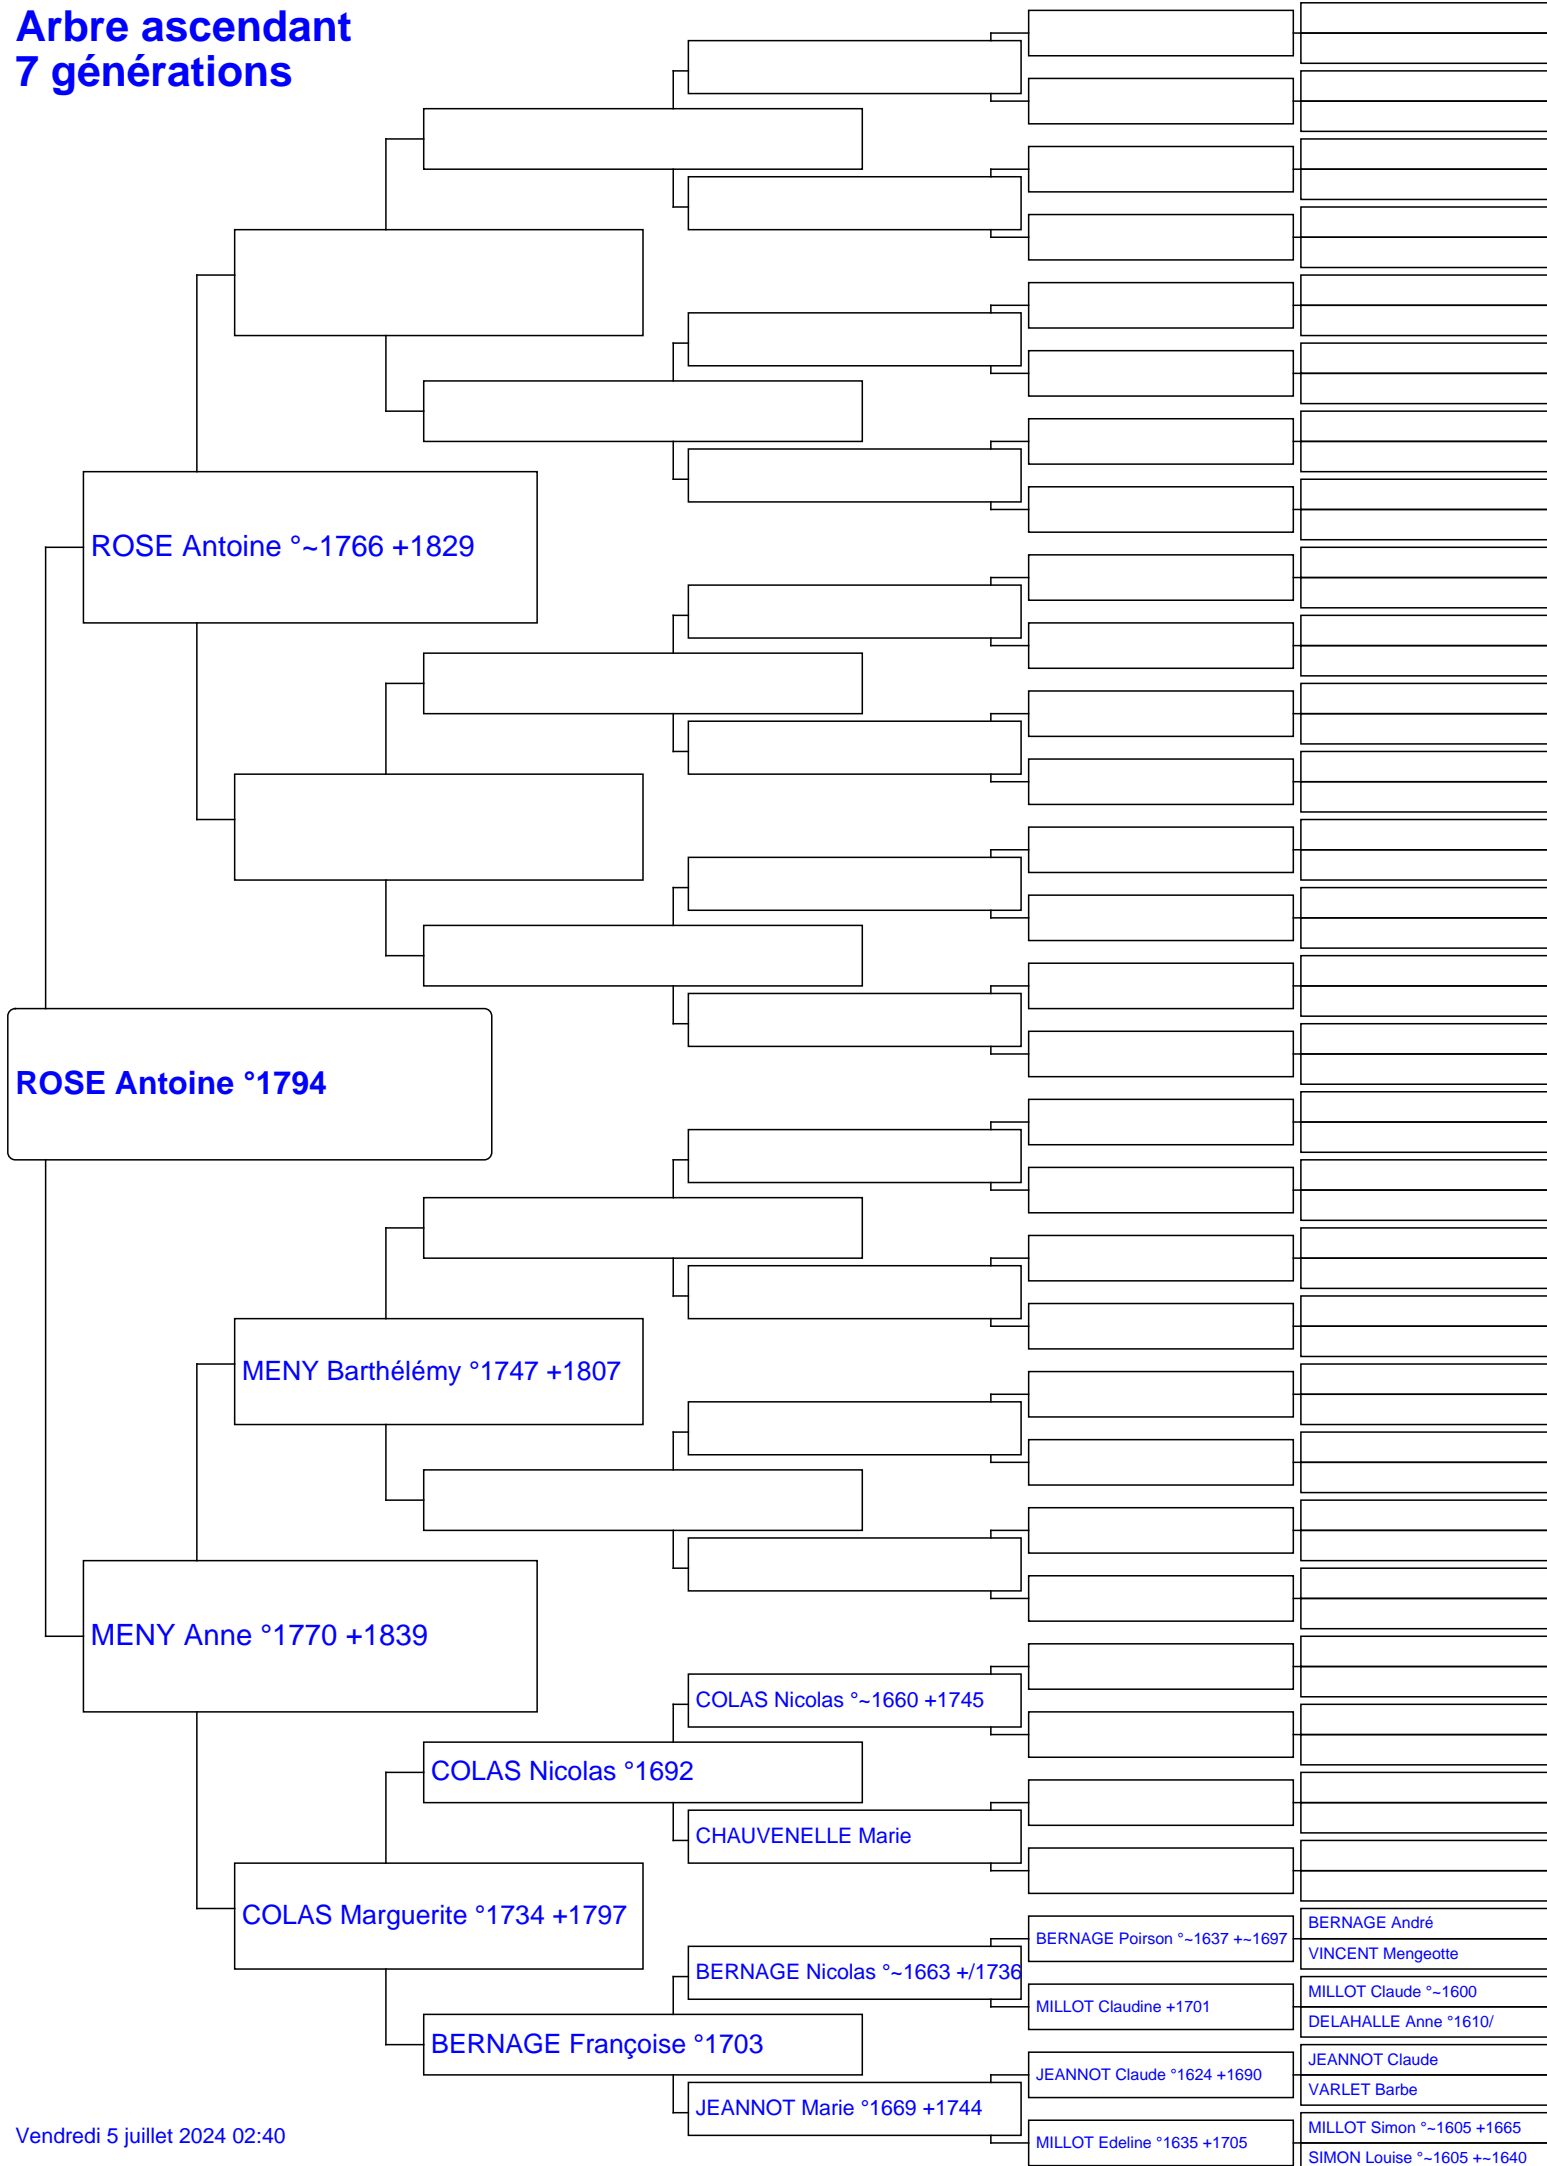 Arbre ascendant
7 générations
ROSE Antoine °~1766 +1829
ROSE Antoine °1794
MENY Barthélémy °1747 +1807
MENY Anne °1770 +1839
COLAS Nicolas °~1660 +1745
COLAS Nicolas °1692
CHAUVENELLE Marie
COLAS Marguerite °1734 +1797
BERNAGE André
BERNAGE Poirson °~1637 +~1697
VINCENT Mengeotte
BERNAGE Nicolas °~1663 +/1736
MILLOT Claude °~1600
MILLOT Claudine +1701
DELAHALLE Anne °1610/
BERNAGE Françoise °1703
JEANNOT Claude
JEANNOT Claude °1624 +1690
VARLET Barbe
JEANNOT Marie °1669 +1744
MILLOT Simon °~1605 +1665
MILLOT Edeline °1635 +1705
SIMON Louise °~1605 +~1640
Vendredi 5 juillet 2024 02:40